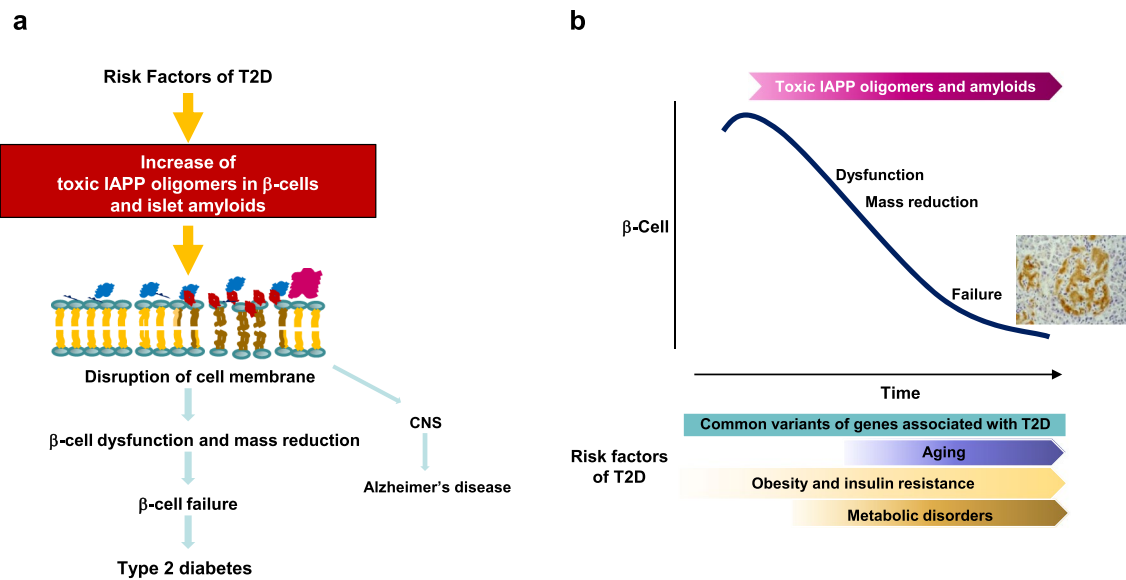 a
Risk Factors of T2D
Increase of
toxic IAPP oligomers in β-cells
and islet amyloids
Disruption of cell membrane
β-cell dysfunction and mass reduction
CNS
Alzheimer’s disease
β-cell failure
Type 2 diabetes
b
Toxic IAPP oligomers and amyloids
β-Cell
Dysfunction
Mass reduction
Failure
Time
Risk factors
of T2D
Common variants of genes associated with T2D
Aging
Obesity and insulin resistance
Metabolic disorders